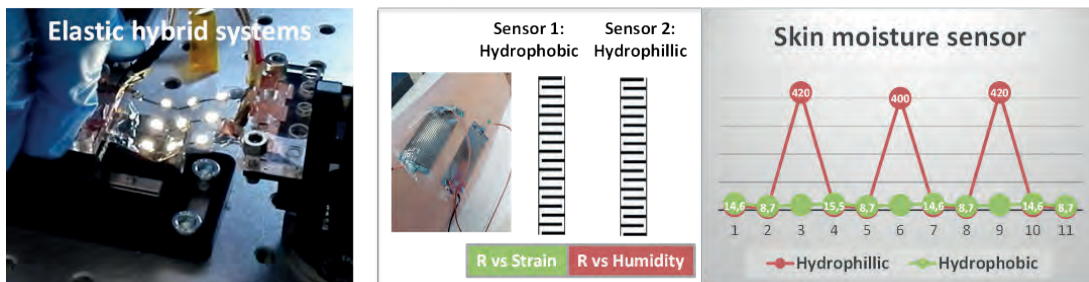 Elastic hybrid systems
Sensor 1:
Hydrophobic
Sensor 2:
Hydrophillic
R vs Strain
R vs Humidity
Skin moisture sensor
420
400
420
14,6
8,7
15,5
8,7
14,6
8,7
14,6
8,7
1 2 3 4 5 6 7 8 9 10 11
Hydrophillic
Hydrophobic